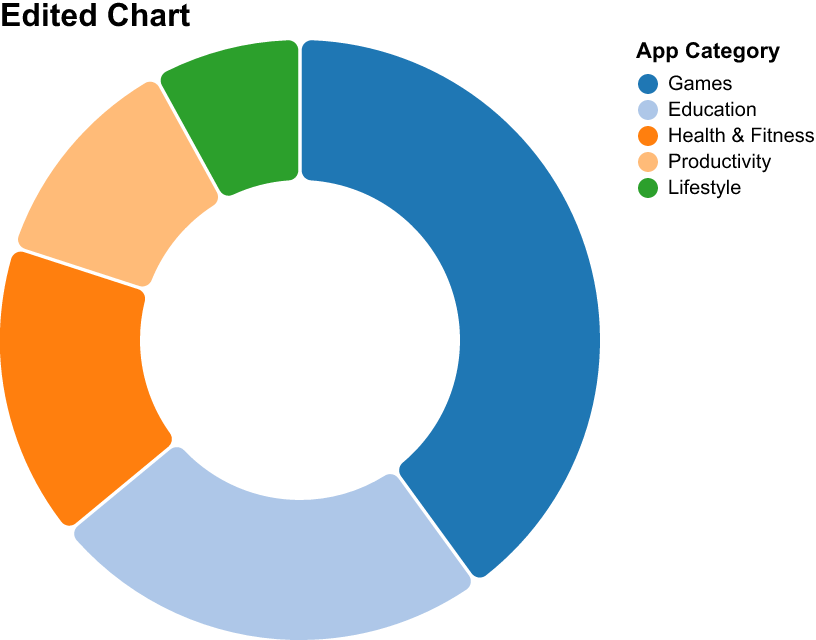 Edited Chart
App Category
Games
Education
Health & Fitness
Productivity
Lifestyle